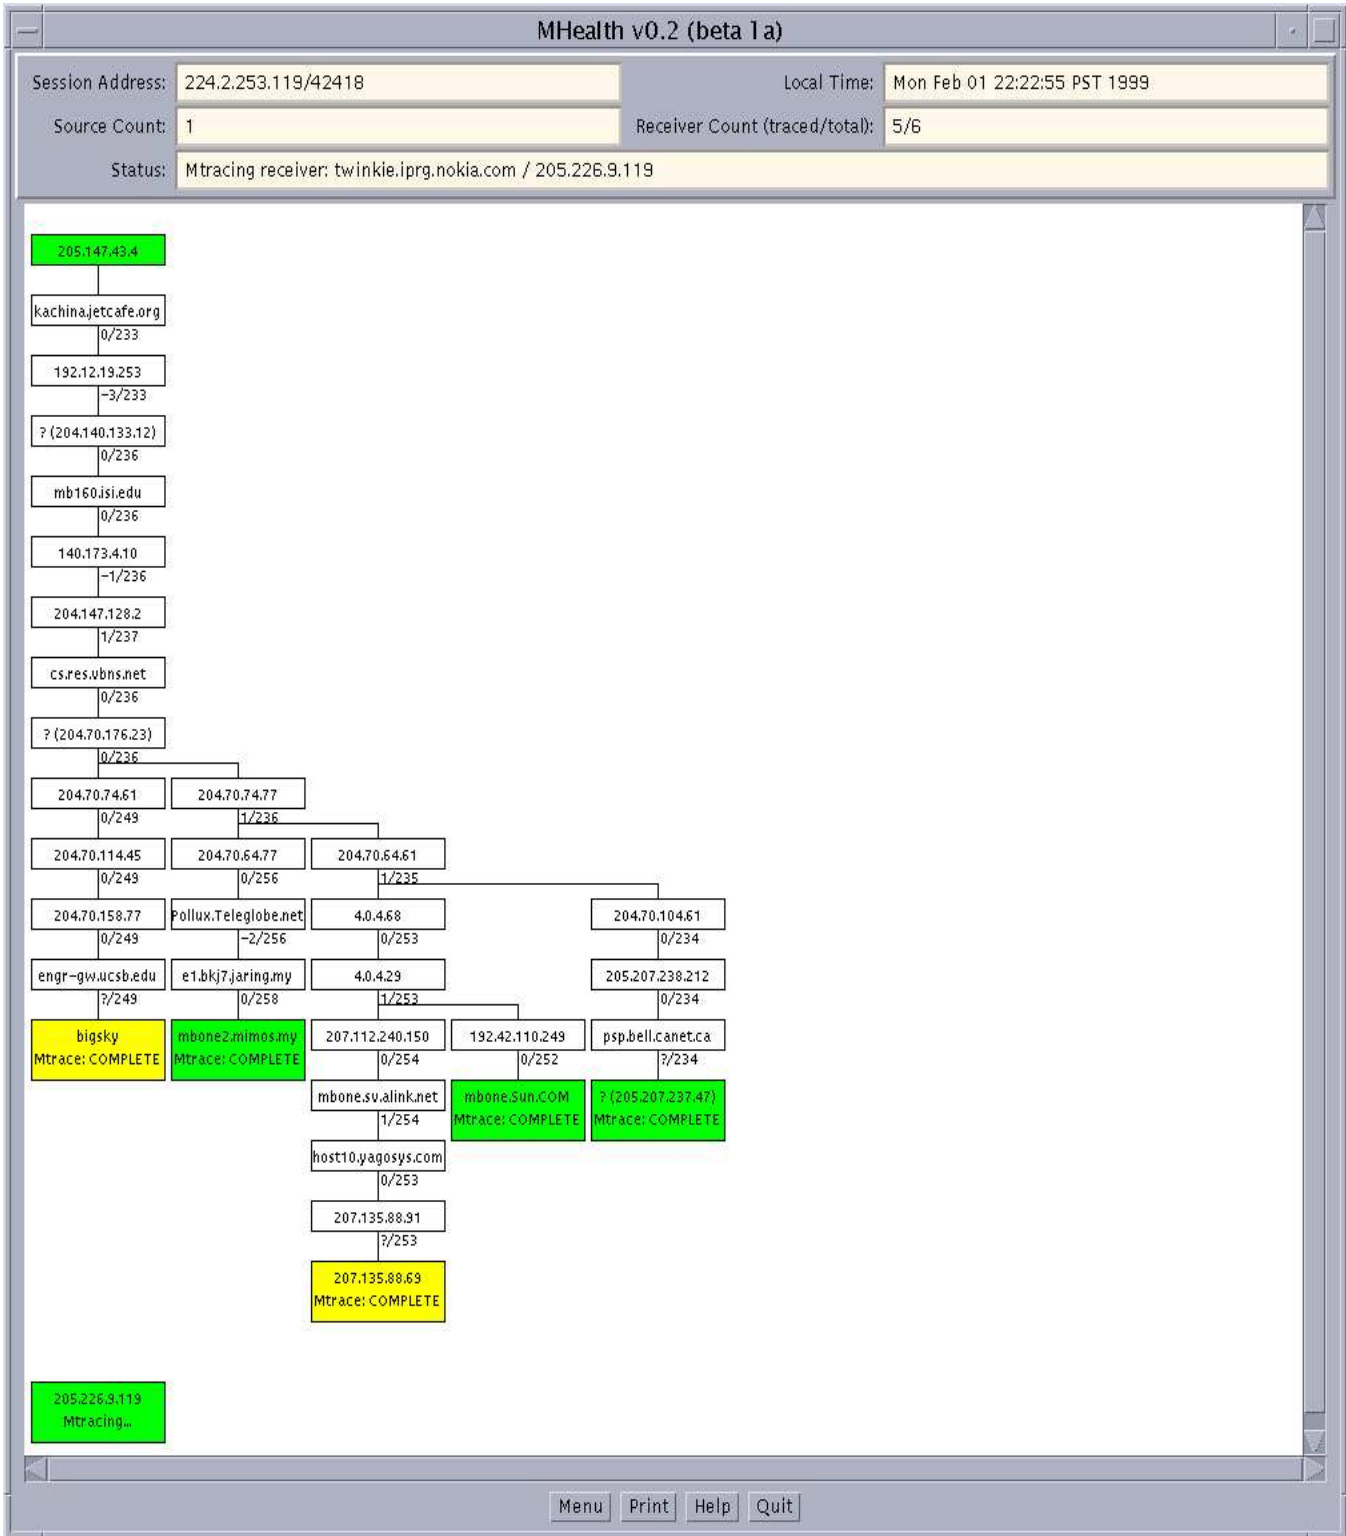 MHealth v0.2 (beta 1a)
Session Address: 224.2.253.119/42418 Local Time: Mon Feb 01 22:22:55 PST 1999
Source Count: 1 Receiver Count (traced/total): 5/6
Status: Mtracing receiver: twinkie.iprg.nokia.com / 205.226.9.119
205.147.43.4
kachina.jetcafe.org
0/233
192.12.19.253
-3/233
? (204.140.133.12)
0/236
mb160.isi.edu
0/236
140.173.4.10
-1/236
204.147.128.2
1/237
cs.res.vbns.net
0/236
? (204.70.176.23)
0/236
204.70.74.61 204.70.74.77
0/249 1/236
204.70.114.45 204.70.64.77 204.70.64.61
0/249 0/256 1/235
204.70.158.77 Pollux.Teleglobe.net 4.0.4.68 204.70.104.61
0/249 -2/256 0/253 0/234
engr-gw.ucsb.edu e1.bkj7.jaring.my 4.0.4.29 205.207.238.212
?/249 0/258 1/253 0/234
bigsky mbone2.mimos.my 207.112.240.150 192.42.110.249 psp.bell.canet.ca
Mtrace: COMPLETE Mtrace: COMPLETE 0/254 0/252 ?/234
mbone.sv.alink.net mbone.Sun.COM ? (205.207.237.47)
1/254 Mtrace: COMPLETE Mtrace: COMPLETE
host10.yagosys.com
0/253
207.135.88.91
?/253
207.135.88.69
Mtrace: COMPLETE
205.226.9.119
Mtracing...
Menu Print Help Quit